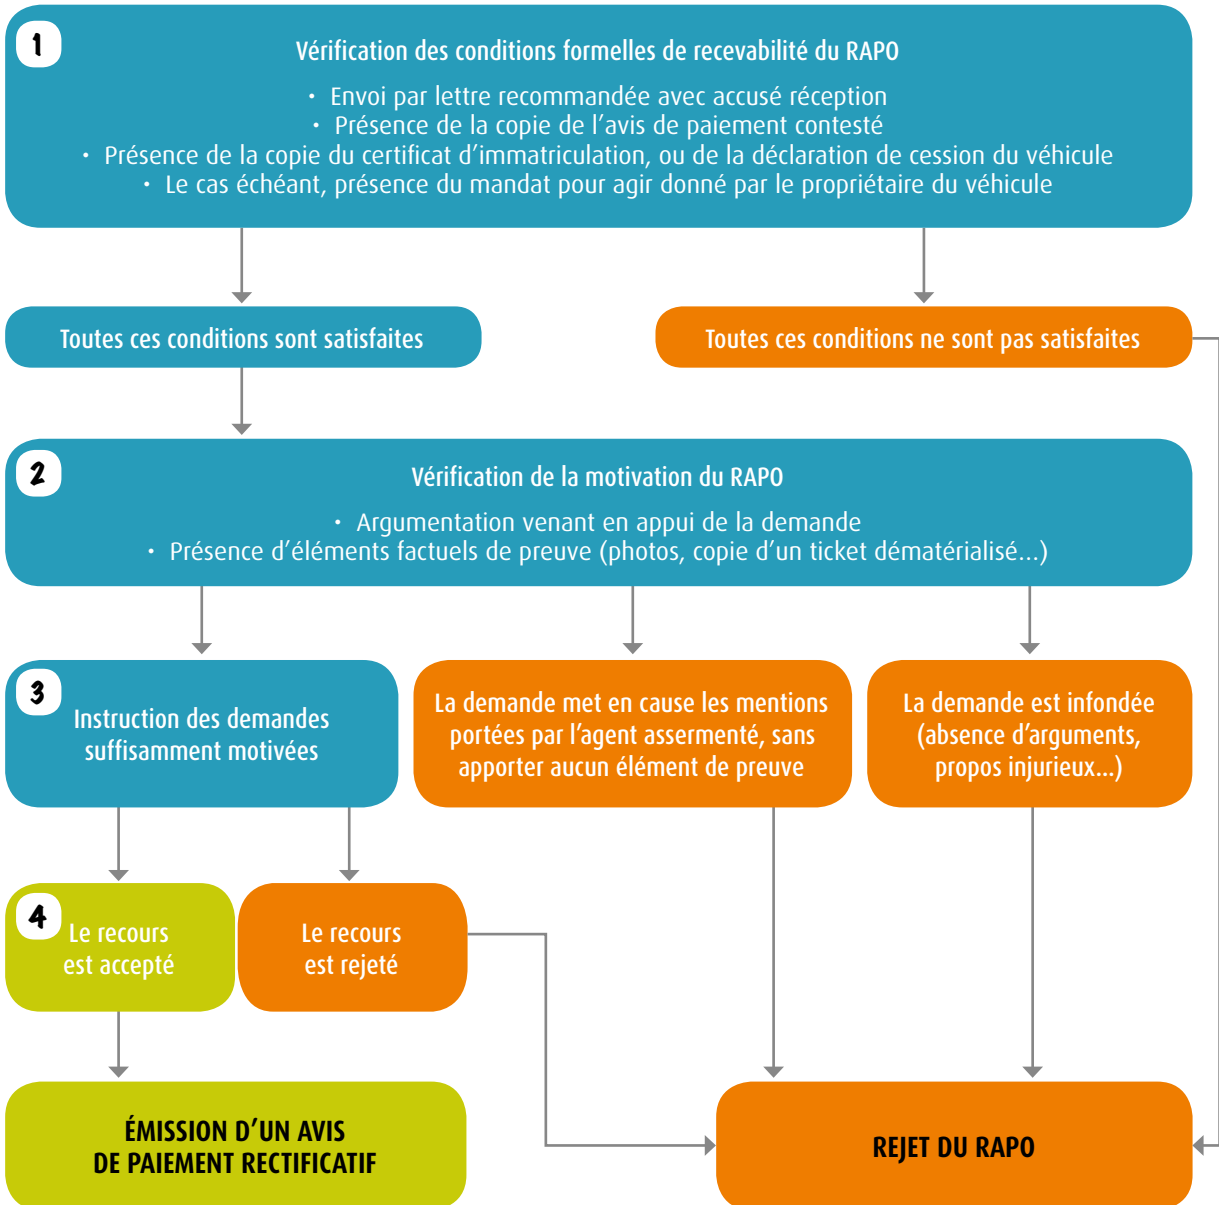 1
Vérification des conditions formelles de recevabilité du RAPO
• Envoi par lettre recommandée avec accusé réception
• Présence de la copie de l’avis de paiement contesté
• Présence de la copie du certificat d’immatriculation, ou de la déclaration de cession du véhicule
• Le cas échéant, présence du mandat pour agir donné par le propriétaire du véhicule
Toutes ces conditions sont satisfaites
Toutes ces conditions ne sont pas satisfaites
2
Vérification de la motivation du RAPO
• Argumentation venant en appui de la demande
• Présence d’éléments factuels de preuve (photos, copie d’un ticket dématérialisé...)
3
Instruction des demandes
suffisamment motivées
La demande met en cause les mentions
portées par l’agent assermenté, sans
apporter aucun élément de preuve
La demande est infondée
(absence d’arguments,
propos injurieux...)
4
Le recours
est accepté
Le recours
est rejeté
ÉMISSION D’UN AVIS
DE PAIEMENT RECTIFICATIF
REJET DU RAPO